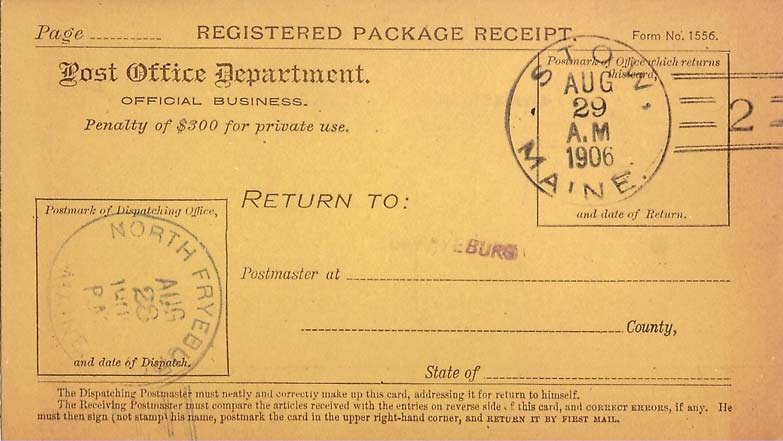 Page
REGISTERED PACKAGE RECEIPT.
Form No. 1556.
Post Office Department.
OFFICIAL BUSINESS.
Penalty of $300 for private use.
Postmark of Office which returns
this card,
STOW,
AUG
29
A.M
1906
MAINE.
2
and date of Return.
Postmark of Dispatching Office,
NORTH FRYEBU
AUG
28
PM
and date of Dispatch.
RETURN TO:
YEBURG
Postmaster at
County,
State of
The Dispatching Postmaster must neatly and correctly make up this card, addressing it for return to himself.
The Receiving Postmaster must compare the articles received with the entries on reverse side of this card, and CORRECT ERRORS, if any. He
must then sign (not stamp) his name, postmark the card in the upper right-hand corner, and RETURN IT BY FIRST MAIL.